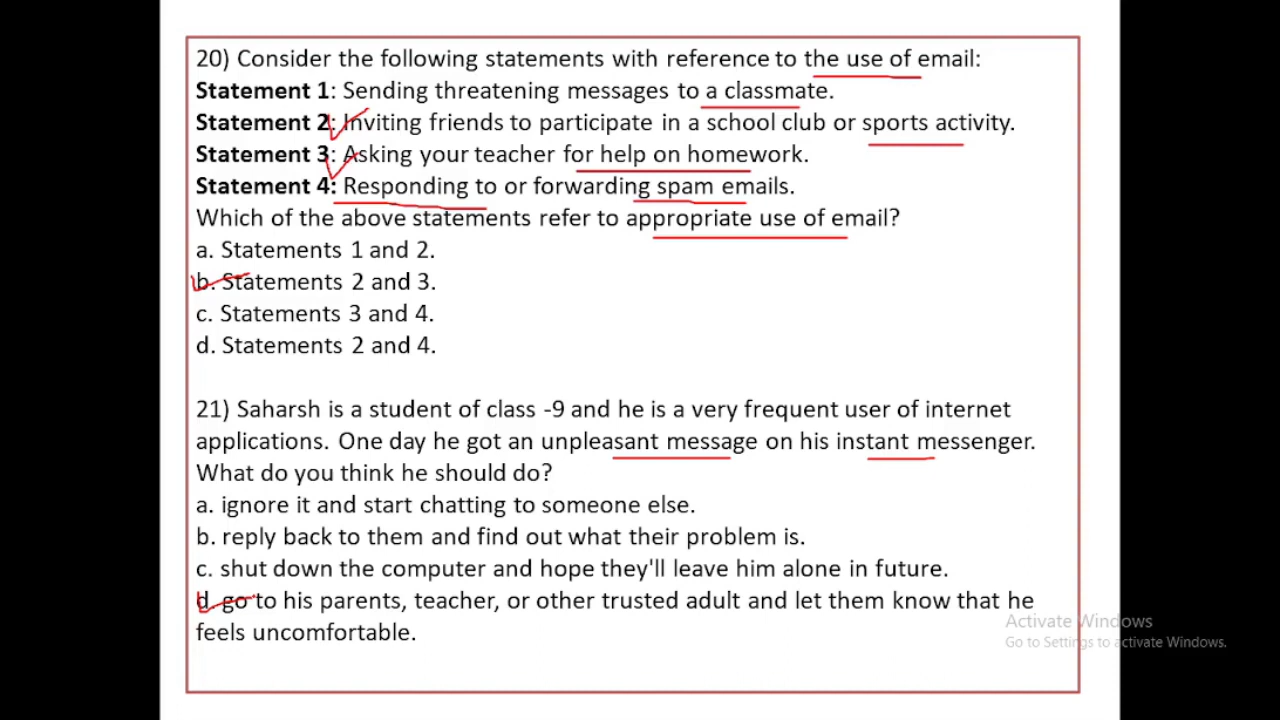 20) Consider the following statements with reference to the use of email:
Statement 1: Sending threatening messages to a classmate.
Statement 2: Inviting friends to participate in a school club or sports activity.
Statement 3: Asking your teacher for help on homework.
Statement 4: Responding to or forwarding spam emails.
Which of the above statements refer to appropriate use of email?
a. Statements 1 and 2.
b. Statements 2 and 3.
c. Statements 3 and 4.
d. Statements 2 and 4.
21) Saharsh is a student of class -9 and he is a very frequent user of internet
applications. One day he got an unpleasant message on his instant messenger.
What do you think he should do?
a. ignore it and start chatting to someone else.
b. reply back to them and find out what their problem is.
c. shut down the computer and hope they'll leave him alone in future.
d. go to his parents, teacher, or other trusted adult and let them know that he
feels uncomfortable.
Activate Windows
Go to Settings to activate Windows.